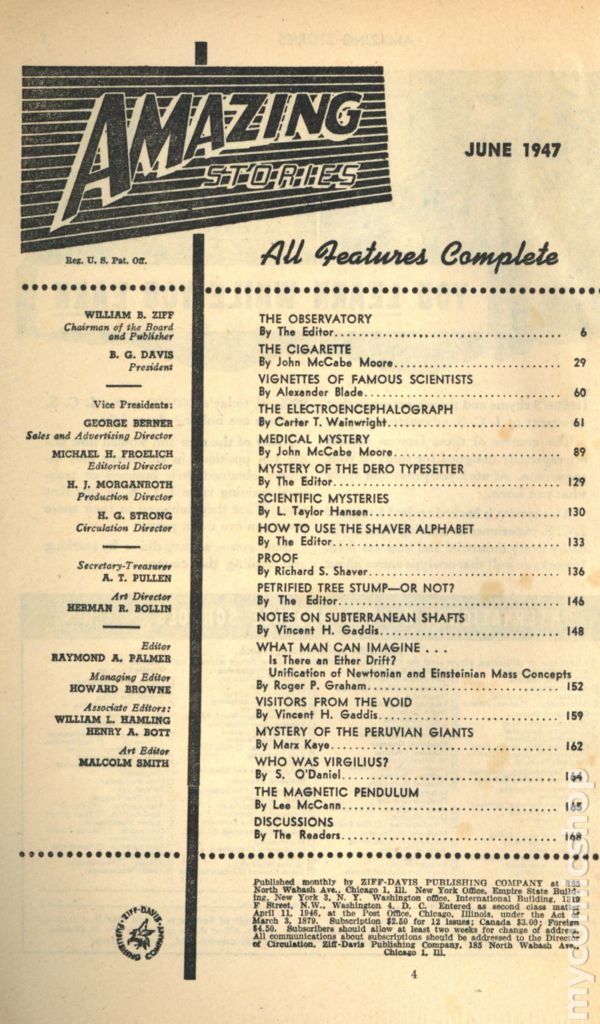 AMAZING
STORIES
Reg. U. S. Pat. Off.
JUNE 1947
All Features Complete
WILLIAM B. ZIFF
Chairman of the Board
and Publisher
B. G. DAVIS
President
Vice Presidents:
GEORGE BERNER
Sales and Advertising Director
MICHAEL H. FROELICH
Editorial Director
H. J. MORGANROTH
Production Director
H. G. STRONG
Circulation Director
Secretary-Treasurer
A. T. PULLEN
Art Director
HERMAN R. BOLLIN
Editor
RAYMOND A. PALMER
Managing Editor
HOWARD BROWNE
Associate Editors:
WILLIAM L. HAMLING
HENRY A. BOTT
Art Editor
MALCOLM SMITH
ZIFF-DAVIS PUBLISHING COMPANY
THE OBSERVATORY
By The Editor........................................ 6
THE CIGARETTE
By John McCabe Moore........................... 29
VIGNETTES OF FAMOUS SCIENTISTS
By Alexander Blade................................ 60
THE ELECTROENCEPHALOGRAPH
By Carter T. Wainwright.......................... 61
MEDICAL MYSTERY
By John McCabe Moore........................... 89
MYSTERY OF THE DERO TYPESETTER
By The Editor........................................ 129
SCIENTIFIC MYSTERIES
By L. Taylor Hansen................................ 130
HOW TO USE THE SHAVER ALPHABET
By The Editor........................................ 133
PROOF
By Richard S. Shaver.............................. 136
PETRIFIED TREE STUMP—OR NOT?
By The Editor........................................ 146
NOTES ON SUBTERRANEAN SHAFTS
By Vincent H. Gaddis............................. 148
WHAT MAN CAN IMAGINE . . .
Is There an Ether Drift?
Unification of Newtonian and Einsteinian Mass Concepts
By Roger P. Graham............................... 152
VISITORS FROM THE VOID
By Vincent H. Gaddis............................. 159
MYSTERY OF THE PERUVIAN GIANTS
By Marx Kaye........................................ 162
WHO WAS VIRGILIUS?
By S. O'Daniel....................................... 164
THE MAGNETIC PENDULUM
By Lee McCann...................................... 165
DISCUSSIONS
By The Readers...................................... 168
Published monthly by ZIFF-DAVIS PUBLISHING COMPANY at 185
North Wabash Ave., Chicago 1, Ill. New York Office, Empire State Build-
ing, New York 3, N. Y. Washington office, International Building, 1319
F Street, N.W., Washington 4, D. C. Entered as second class matter
April 11, 1946, at the Post Office, Chicago, Illinois, under the Act of
March 3, 1879. Subscription $2.50 for 12 issues; Canada $3.00; Foreign
$4.50. Subscribers should allow at least two weeks for change of address.
All communications about subscriptions should be addressed to the Director
of Circulation, Ziff-Davis Publishing Company, 185 North Wabash Ave.,
Chicago 1, Ill.
4
mycomicshop